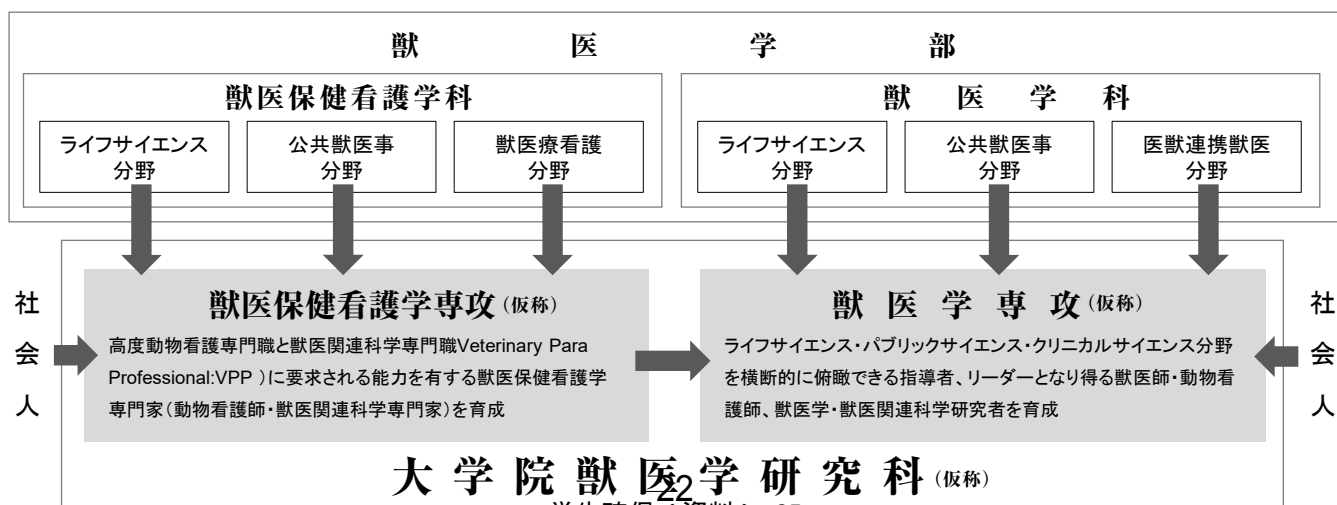 獣医学部
獣医保健看護学科
獣医学科
ライフサイエンス
分野
公共獣医事
分野
獣医療看護
分野
ライフサイエンス
分野
公共獣医事
分野
医獣連携獣医
分野
社会人
獣医保健看護学専攻(仮称)
高度動物看護専門職と獣医関連科学専門職Veterinary Para
Professional:VPP )に要求される能力を有する獣医保健看護学
専門家(動物看護師・獣医関連科学専門家)を育成
獣医学専攻(仮称)
ライフサイエンス・パブリックサイエンス・クリニカルサイエンス分野
を横断的に俯瞰できる指導者、リーダーとなり得る獣医師・動物看
護師、獣医学・獣医関連科学研究者を育成
社会人
大学院獣医学研究科(仮称)
22